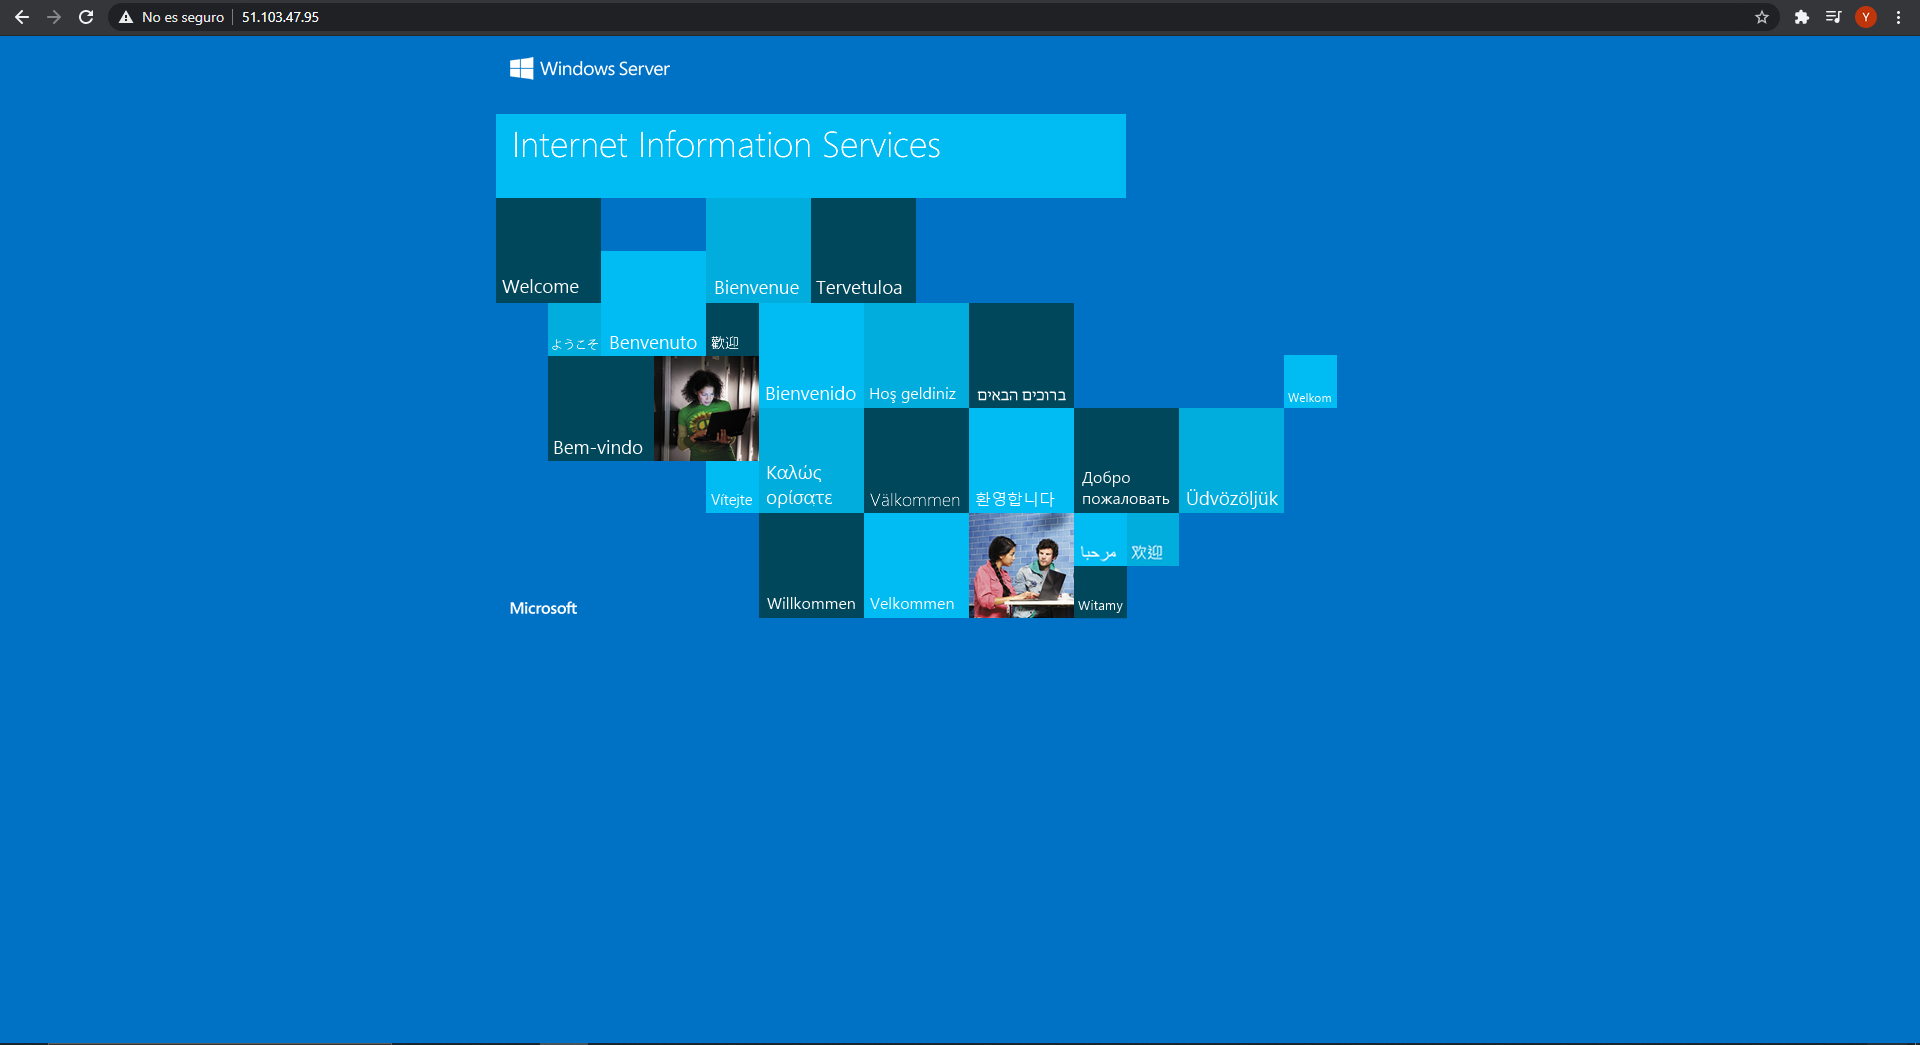 No es seguro
51.103.47.95
Y
Windows Server
Internet Information Services
Welcome
Bienvenue
Tervetuloa
ようこそ
Benvenuto
歡迎
Bienvenido
Hoş geldiniz
ברוכים הבאים
Welkom
Bem-vindo
Vítejte
Καλώς
ορίσατε
Välkommen
환영합니다
Добро
пожаловать
Üdvözöljük
Willkommen
Velkommen
مرحبا
欢迎
Witamy
Microsoft